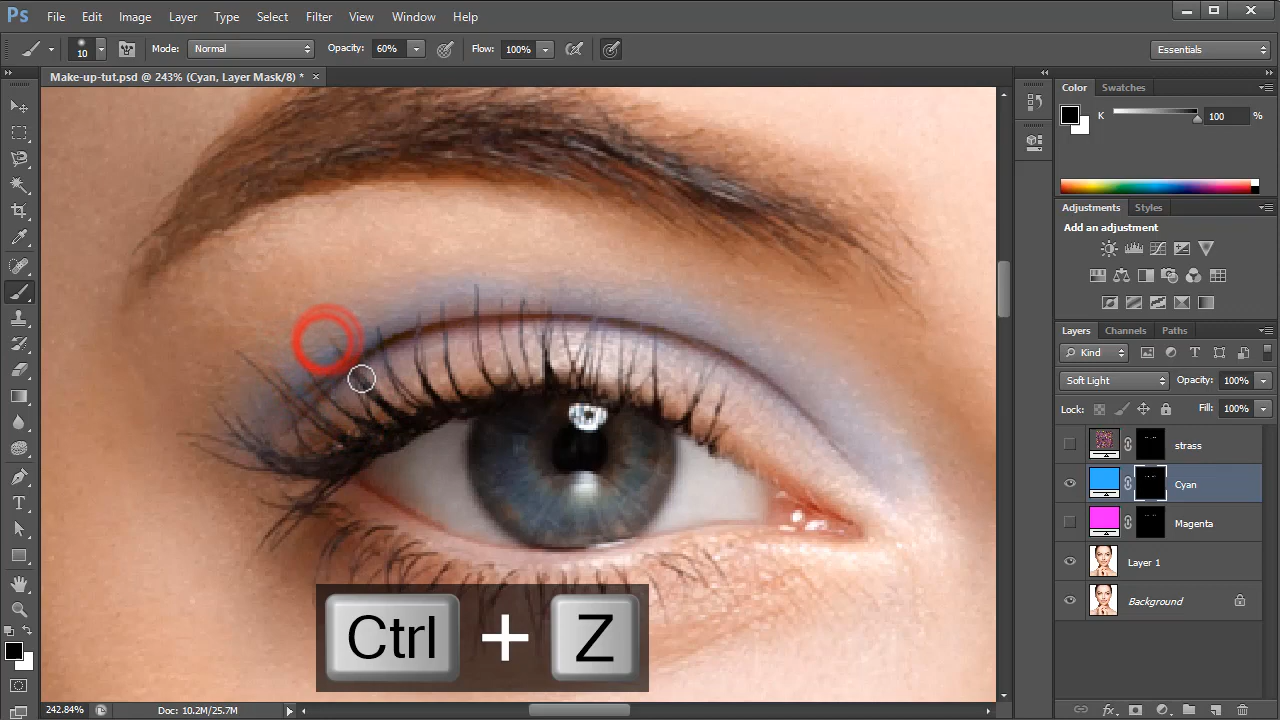 Ps File Edit Image Layer Type Select Filter View Window Help
10 Mode: Normal Opacity: 60% Flow: 100% Essentials
Make-up-tut.psd @ 243% (Cyan, Layer Mask/8) * ×
Color Swatches
K 100 %
Adjustments Styles
Add an adjustment
Layers Channels Paths
Kind
Soft Light Opacity: 100%
Lock: Fill: 100%
strass
Cyan
Magenta
Layer 1
Background
T
T
Ctrl + Z
242.84% Doc: 10.2M/25.7M
fx